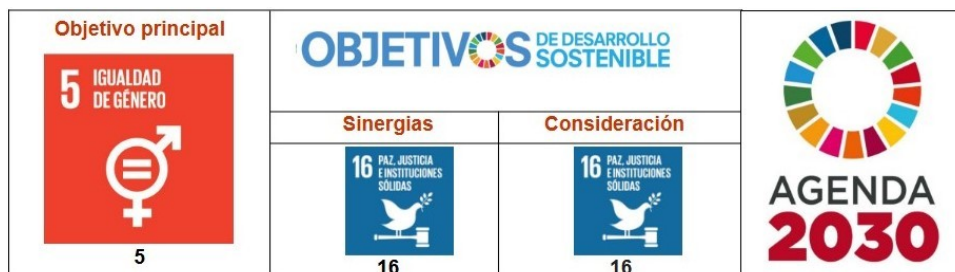 Objetivo principal
5 IGUALDAD
DE GÉNERO
5
OBJETIVOS DE DESARROLLO
SOSTENIBLE
Sinergias
16 PAZ, JUSTICIA
E INSTITUCIONES
SÓLIDAS
16
Consideración
16 PAZ, JUSTICIA
E INSTITUCIONES
SÓLIDAS
16
AGENDA
2030